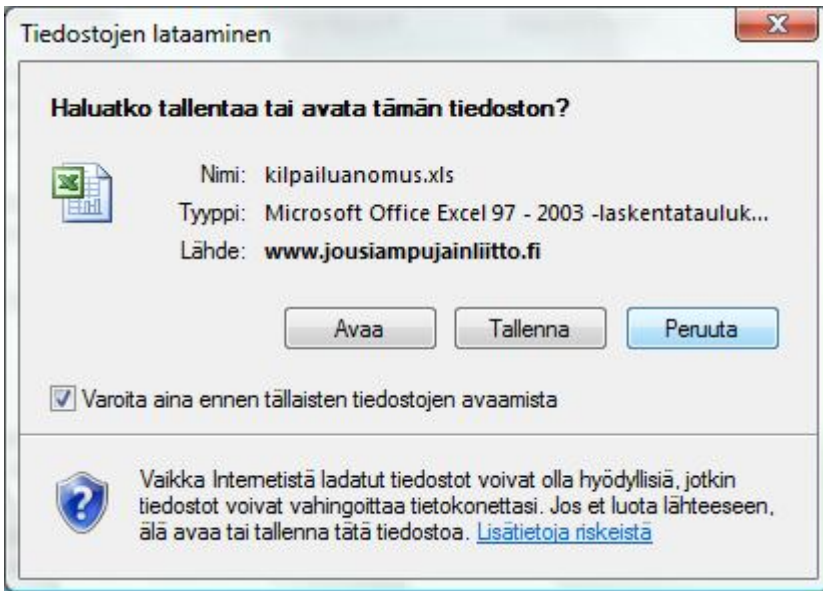 Tiedostojen lataaminen
Haluatko tallentaa tai avata tämän tiedoston?
Nimi: kilpailuanomus.xls
Tyyppi: Microsoft Office Excel 97 - 2003 -laskentatauluk...
Lähde: www.jousiampujainliitto.fi
Avaa Tallenna Peruuta
Varoita aina ennen tällaisten tiedostojen avaamista
Vaikka Internetistä ladatut tiedostot voivat olla hyödyllisiä, jotkin
tiedostot voivat vahingoittaa tietokonettasi. Jos et luota lähteeseen,
älä avaa tai tallenna tätä tiedostoa. Lisätietoja riskeistä